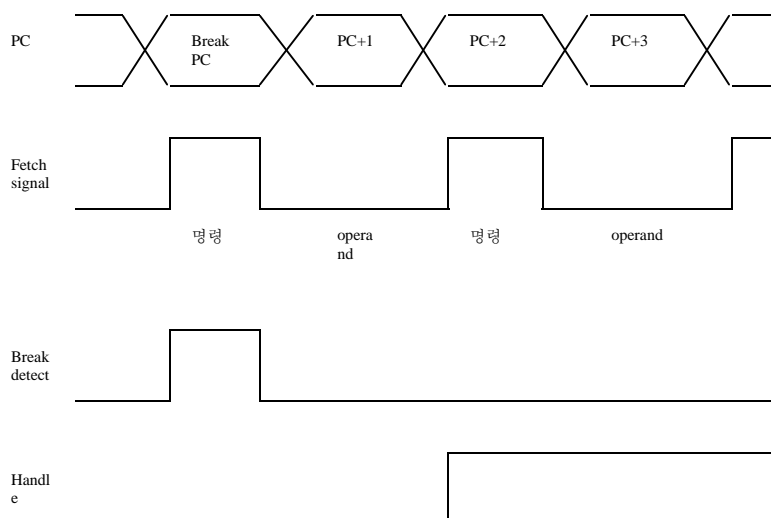 PC
Break
PC
PC+1
PC+2
PC+3
Fetch
signal
명령
opera
nd
명령
operand
Break
detect
Handl
e